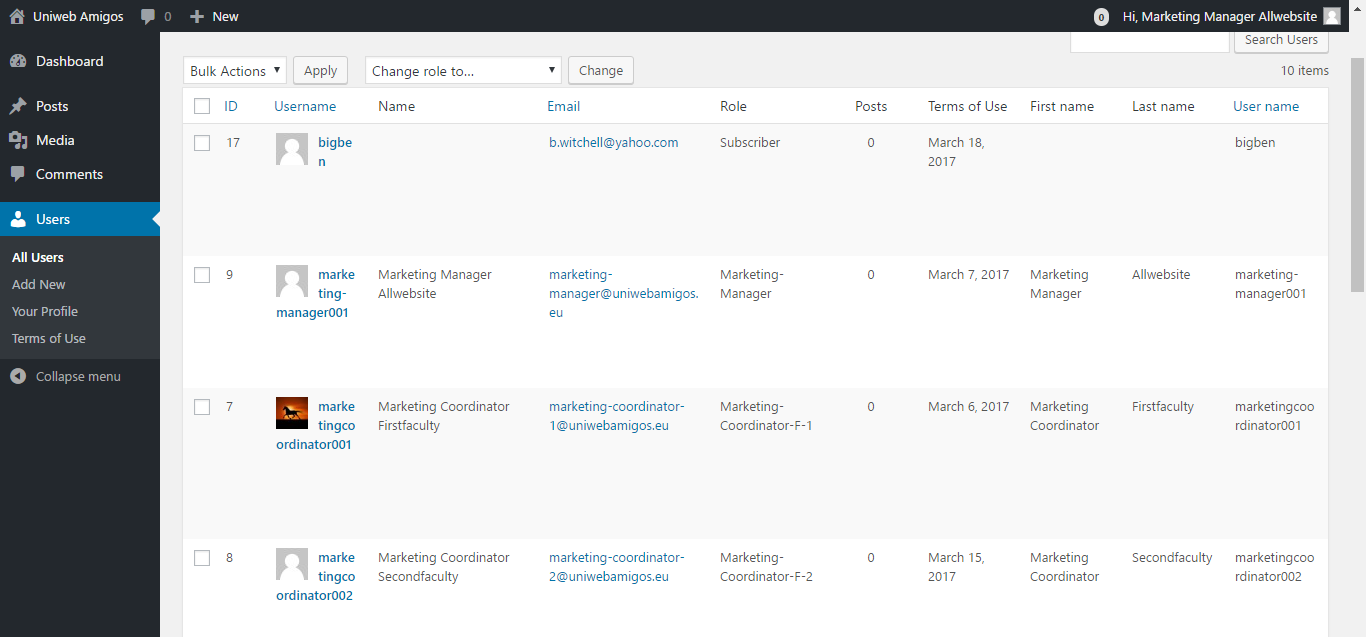 Uniweb Amigos 0 New 0 Hi, Marketing Manager Allwebsite
Dashboard
Posts
Media
Comments
Users
All Users
Add New
Your Profile
Terms of Use
Collapse menu
Search Users
Bulk Actions Apply Change role to... Change 10 items
ID Username Name Email Role Posts Terms of Use First name Last name User name
17 bigbe b.witchell@yahoo.com Subscriber 0 March 18, bigben
n 2017
9 marke Marketing Manager marketing- Marketing- 0 March 7, 2017 Marketing Allwebsite marketing-
ting- Allwebsite manager@uniwebamigos. Manager Manager manager001
manager001 eu
7 marke Marketing Coordinator marketing-coordinator- Marketing- 0 March 6, 2017 Marketing Firstfaculty marketingcoo
tingco Firstfaculty 1@uniwebamigos.eu Coordinator-F-1 Coordinator rdinator001
ordinator001
8 marke Marketing Coordinator marketing-coordinator- Marketing- 0 March 15, Marketing Secondfaculty marketingcoo
tingco Secondfaculty 2@uniwebamigos.eu Coordinator-F-2 2017 Coordinator rdinator002
ordinator002